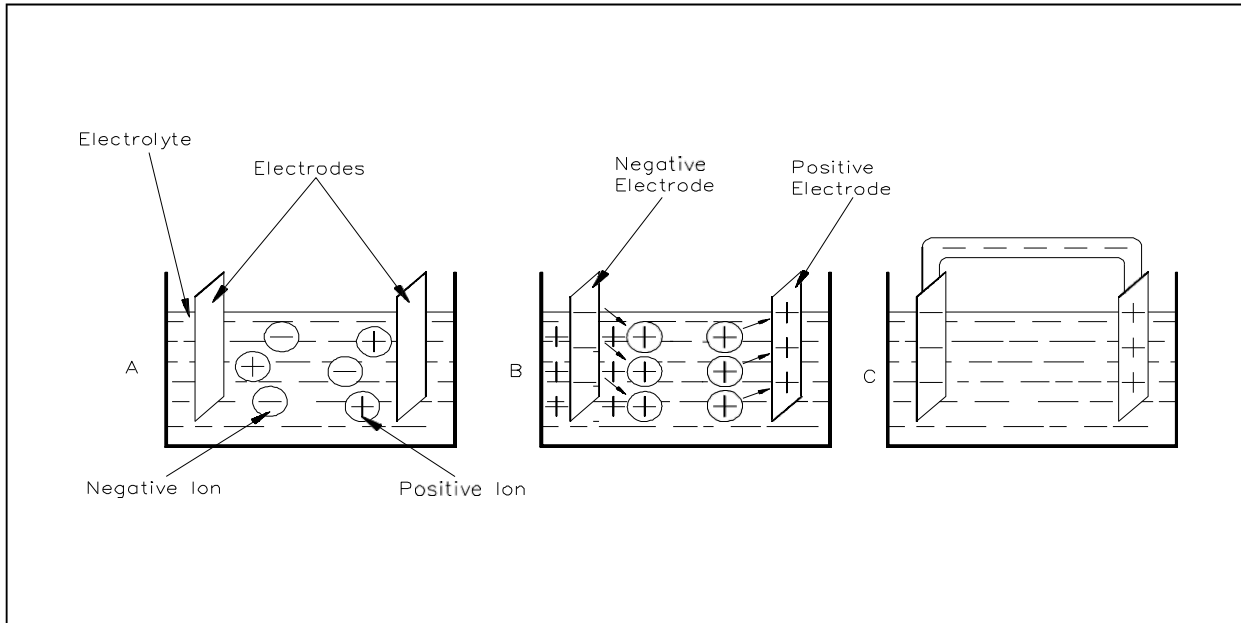 Electrolyte
Electrodes
Negative
Electrode
Positive
Electrode
A
B
C
Negative Ion
Positive Ion